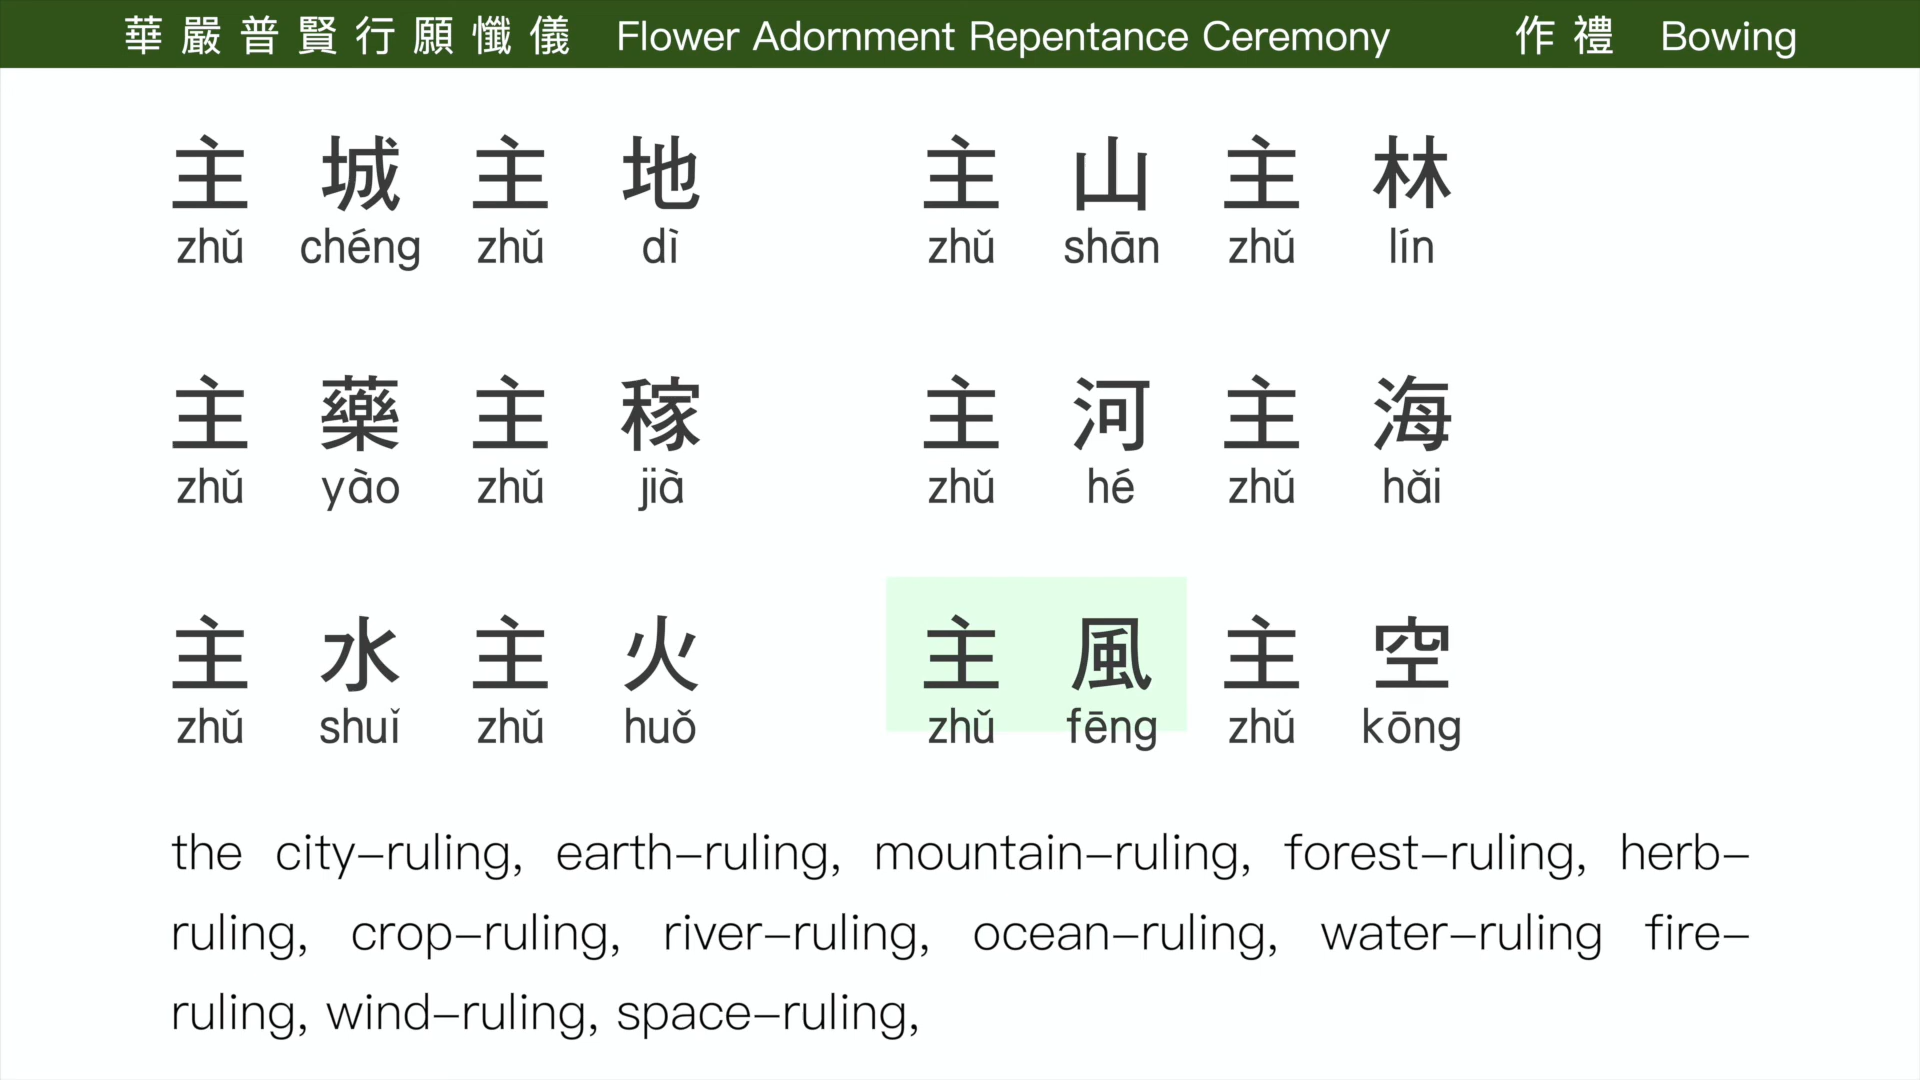 華嚴普賢行願懺儀 Flower Adornment Repentance Ceremony 作禮 Bowing
主城主地 主山主林
zhǔ chéng zhǔ dì zhǔ shān zhǔ lín
主藥主稼 主河主海
zhǔ yào zhǔ jià zhǔ hé zhǔ hǎi
主水主火 主風主空
zhǔ shuǐ zhǔ huǒ zhǔ fēng zhǔ kōng
the city-ruling, earth-ruling, mountain-ruling, forest-ruling, herb-
ruling, crop-ruling, river-ruling, ocean-ruling, water-ruling fire-
ruling, wind-ruling, space-ruling,